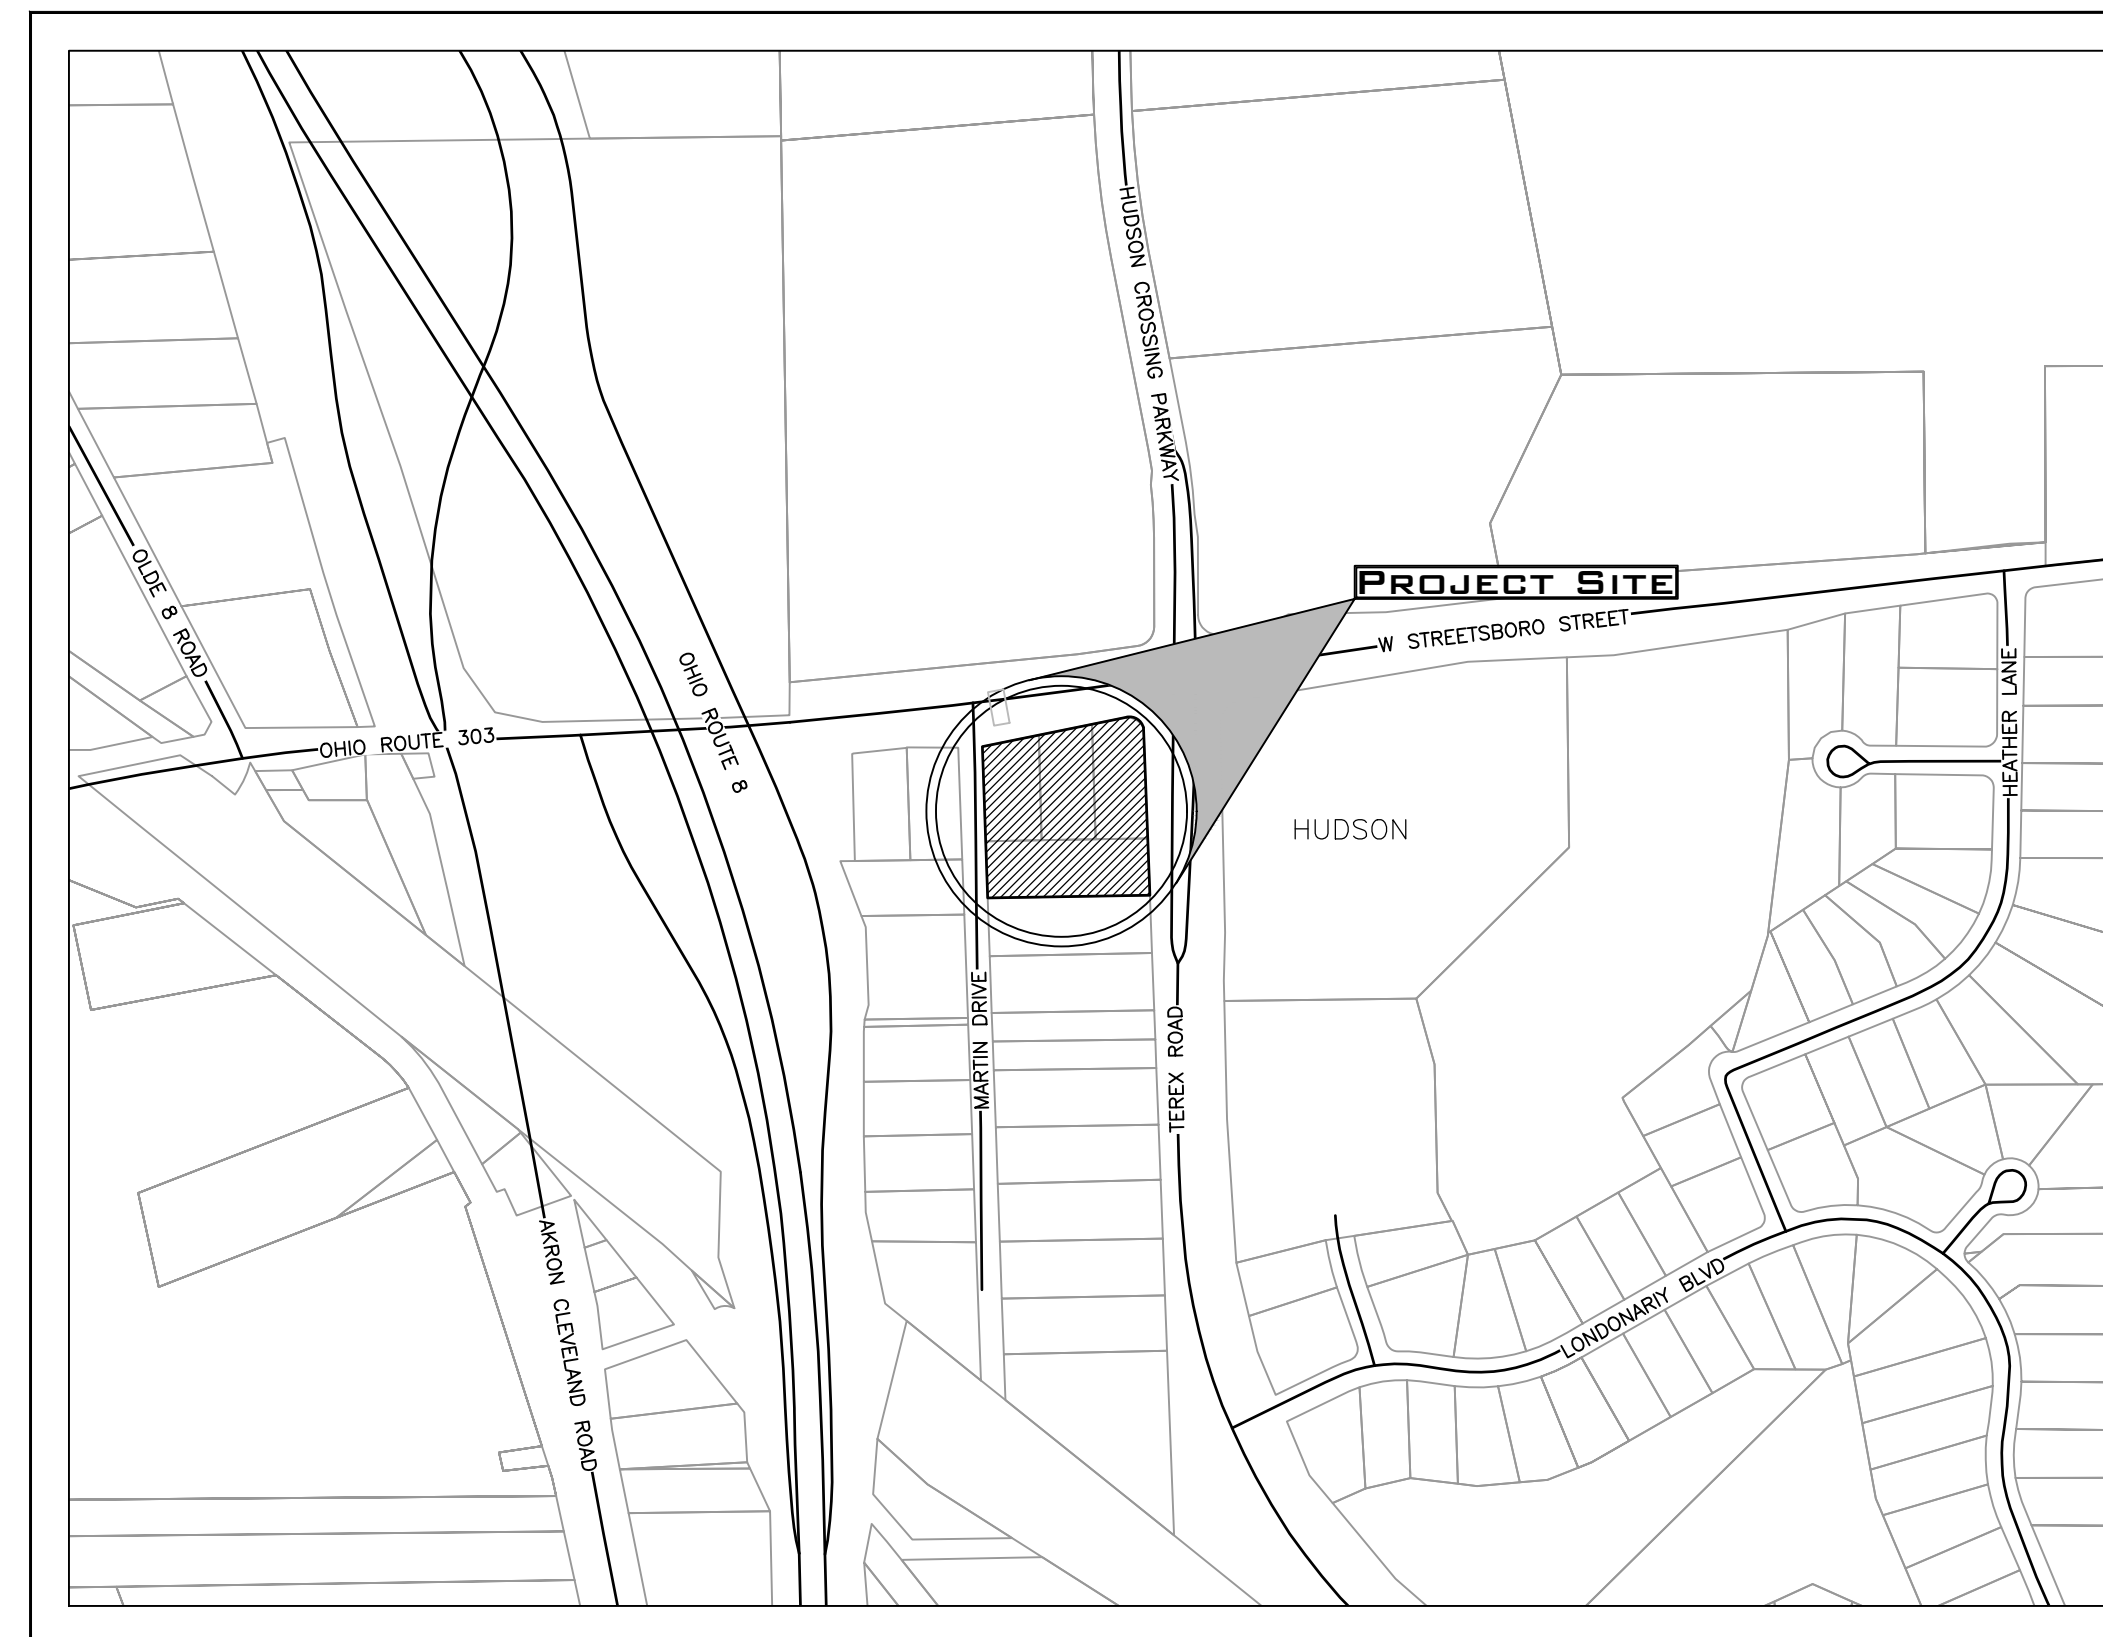 HUDSON CROSSING PARKWAY
PROJECT SITE
W STREETSBORO STREET
OLDE 8 ROAD
OHIO ROUTE 8
OHIO ROUTE 303
HEATHER LANE
HUDSON
MARTIN DRIVE
TEREX ROAD
AKRON CLEVELAND ROAD
LONDONARIY BLVD